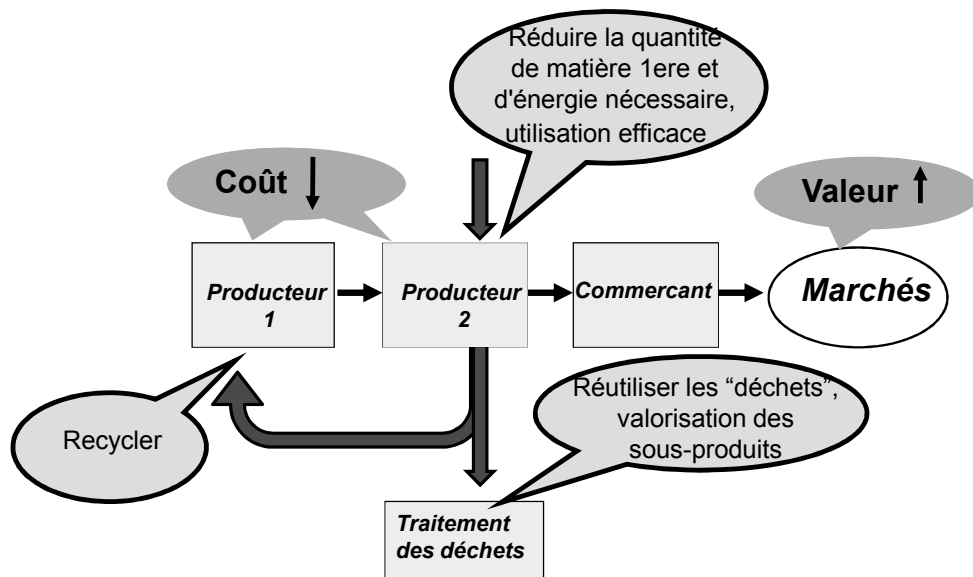 Réduire la quantité
de matière 1ere et
d'énergie nécessaire,
utilisation efficace
Coût
Valeur
Producteur
1
Producteur
2
Commercant
Marchés
Recycler
Réutiliser les “déchets”,
valorisation des
sous-produits
Traitement
des déchets